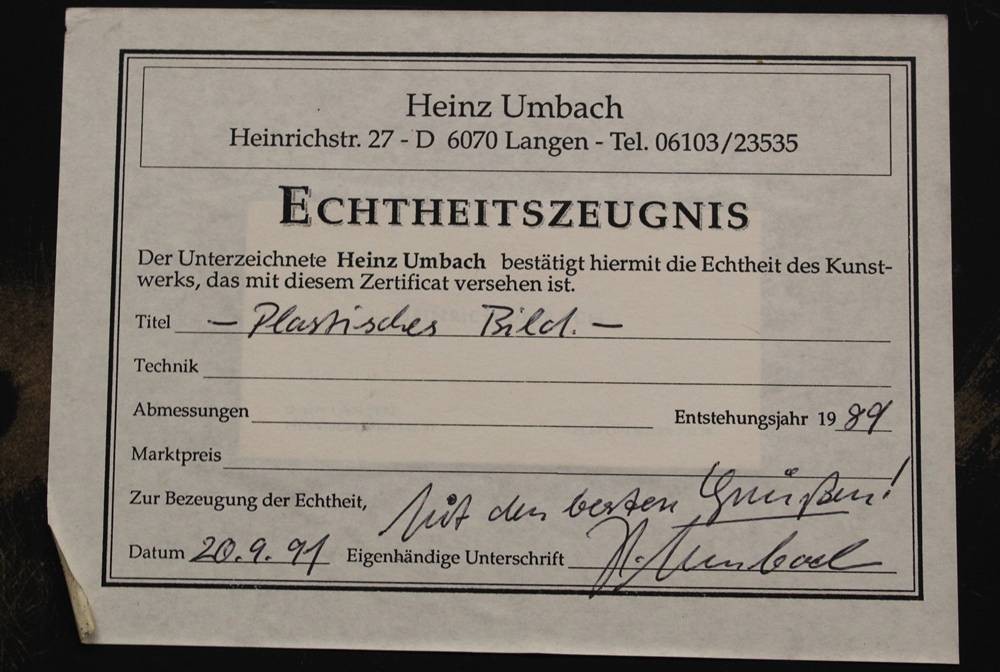 Heinz Umbach
Heinrichstr. 27 - D 6070 Langen - Tel. 06103/23535
ECHTHEITSZEUGNIS
Der Unterzeichnete Heinz Umbach bestätigt hiermit die Echtheit des Kunst-
werks, das mit diesem Zertificat versehen ist.
Titel — Plastisches Bild. —
Technik
Abmessungen Entstehungsjahr 1989
Marktpreis
Zur Bezeugung der Echtheit, Mit den besten Grüßen!
Datum 20.9.91 Eigenhändige Unterschrift H. Umbach